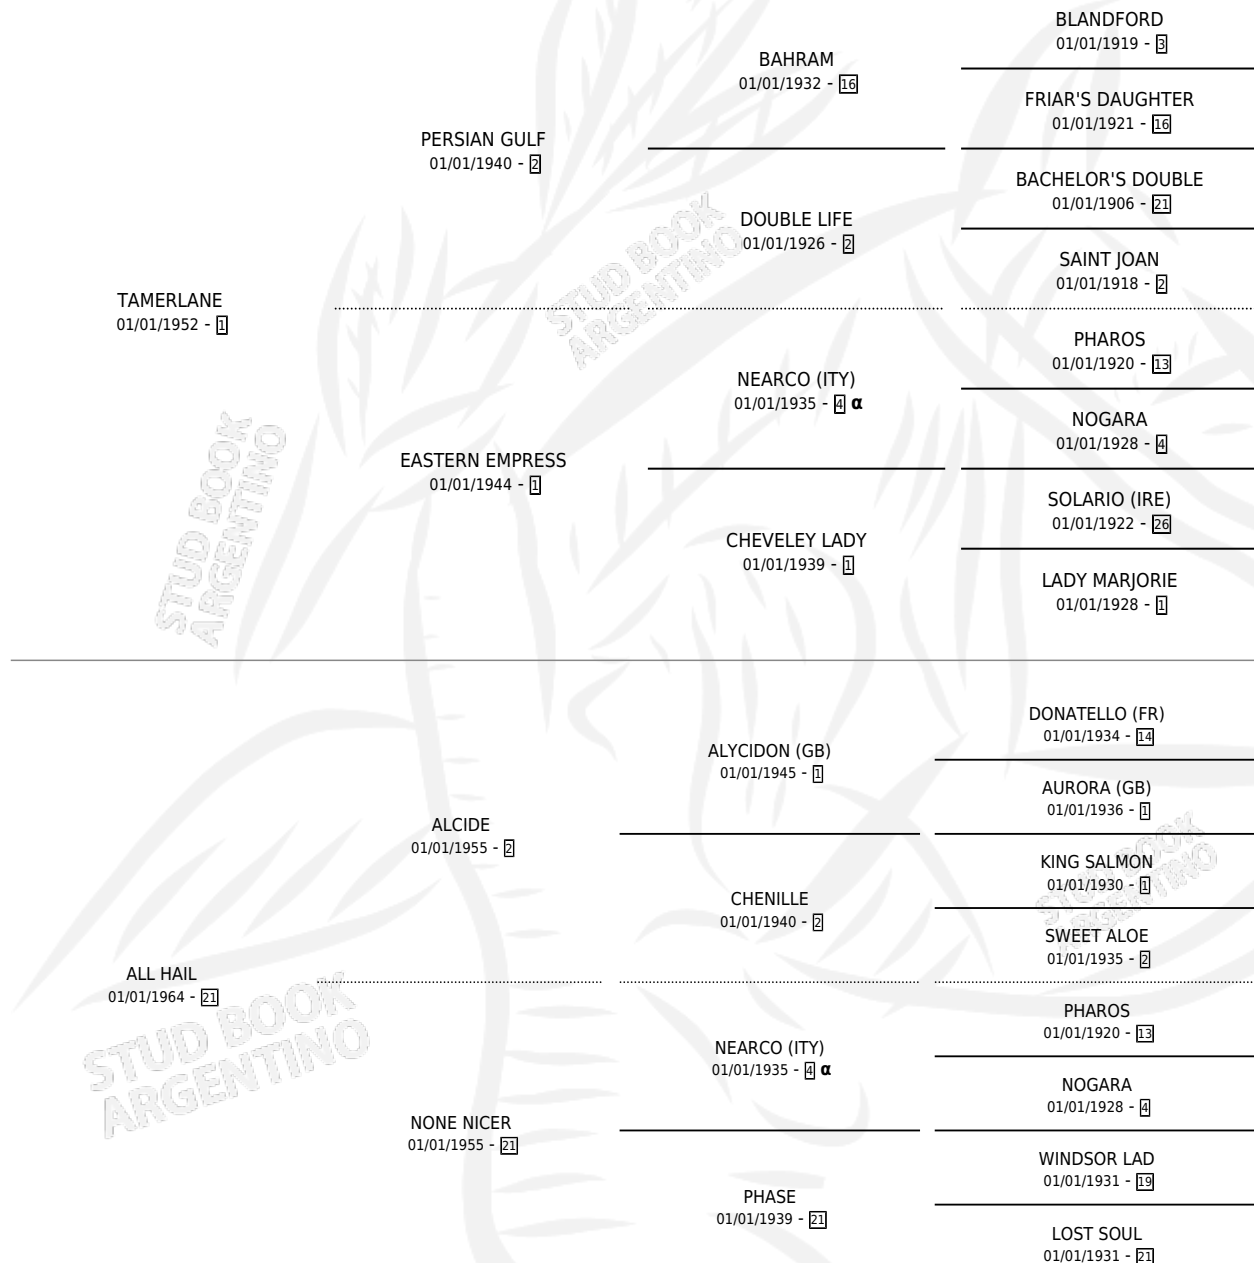 BLANDFORD
01/01/1919 - 3
BAHRAM
01/01/1932 - 16
FRIAR'S DAUGHTER
01/01/1921 - 16
PERSIAN GULF
01/01/1940 - 2
BACHELOR'S DOUBLE
01/01/1906 - 21
DOUBLE LIFE
01/01/1926 - 2
SAINT JOAN
01/01/1918 - 2
STUD BOOK
ARGENTINO
TAMERLANE
01/01/1952 - 1
PHAROS
01/01/1920 - 13
NEARCO (ITY)
01/01/1935 - 4 α
NOGARA
01/01/1928 - 4
EASTERN EMPRESS
01/01/1944 - 1
SOLARIO (IRE)
01/01/1922 - 26
CHEVELEY LADY
01/01/1939 - 1
LADY MARJORIE
01/01/1928 - 1
STUD BOOK
ARGENTINO
DONATELLO (FR)
01/01/1934 - 14
ALYCIDON (GB)
01/01/1945 - 1
AURORA (GB)
01/01/1936 - 1
ALCIDE
01/01/1955 - 2
KING SALMON
01/01/1930 - 1
CHENILLE
01/01/1940 - 2
SWEET ALOE
01/01/1935 - 2
STUD BOOK
ARGENTINO
ALL HAIL
01/01/1964 - 21
PHAROS
01/01/1920 - 13
NEARCO (ITY)
01/01/1935 - 4 α
NOGARA
01/01/1928 - 4
STUD BOOK
ARGENTINO
NONE NICER
01/01/1955 - 21
WINDSOR LAD
01/01/1931 - 19
PHASE
01/01/1939 - 21
LOST SOUL
01/01/1931 - 21